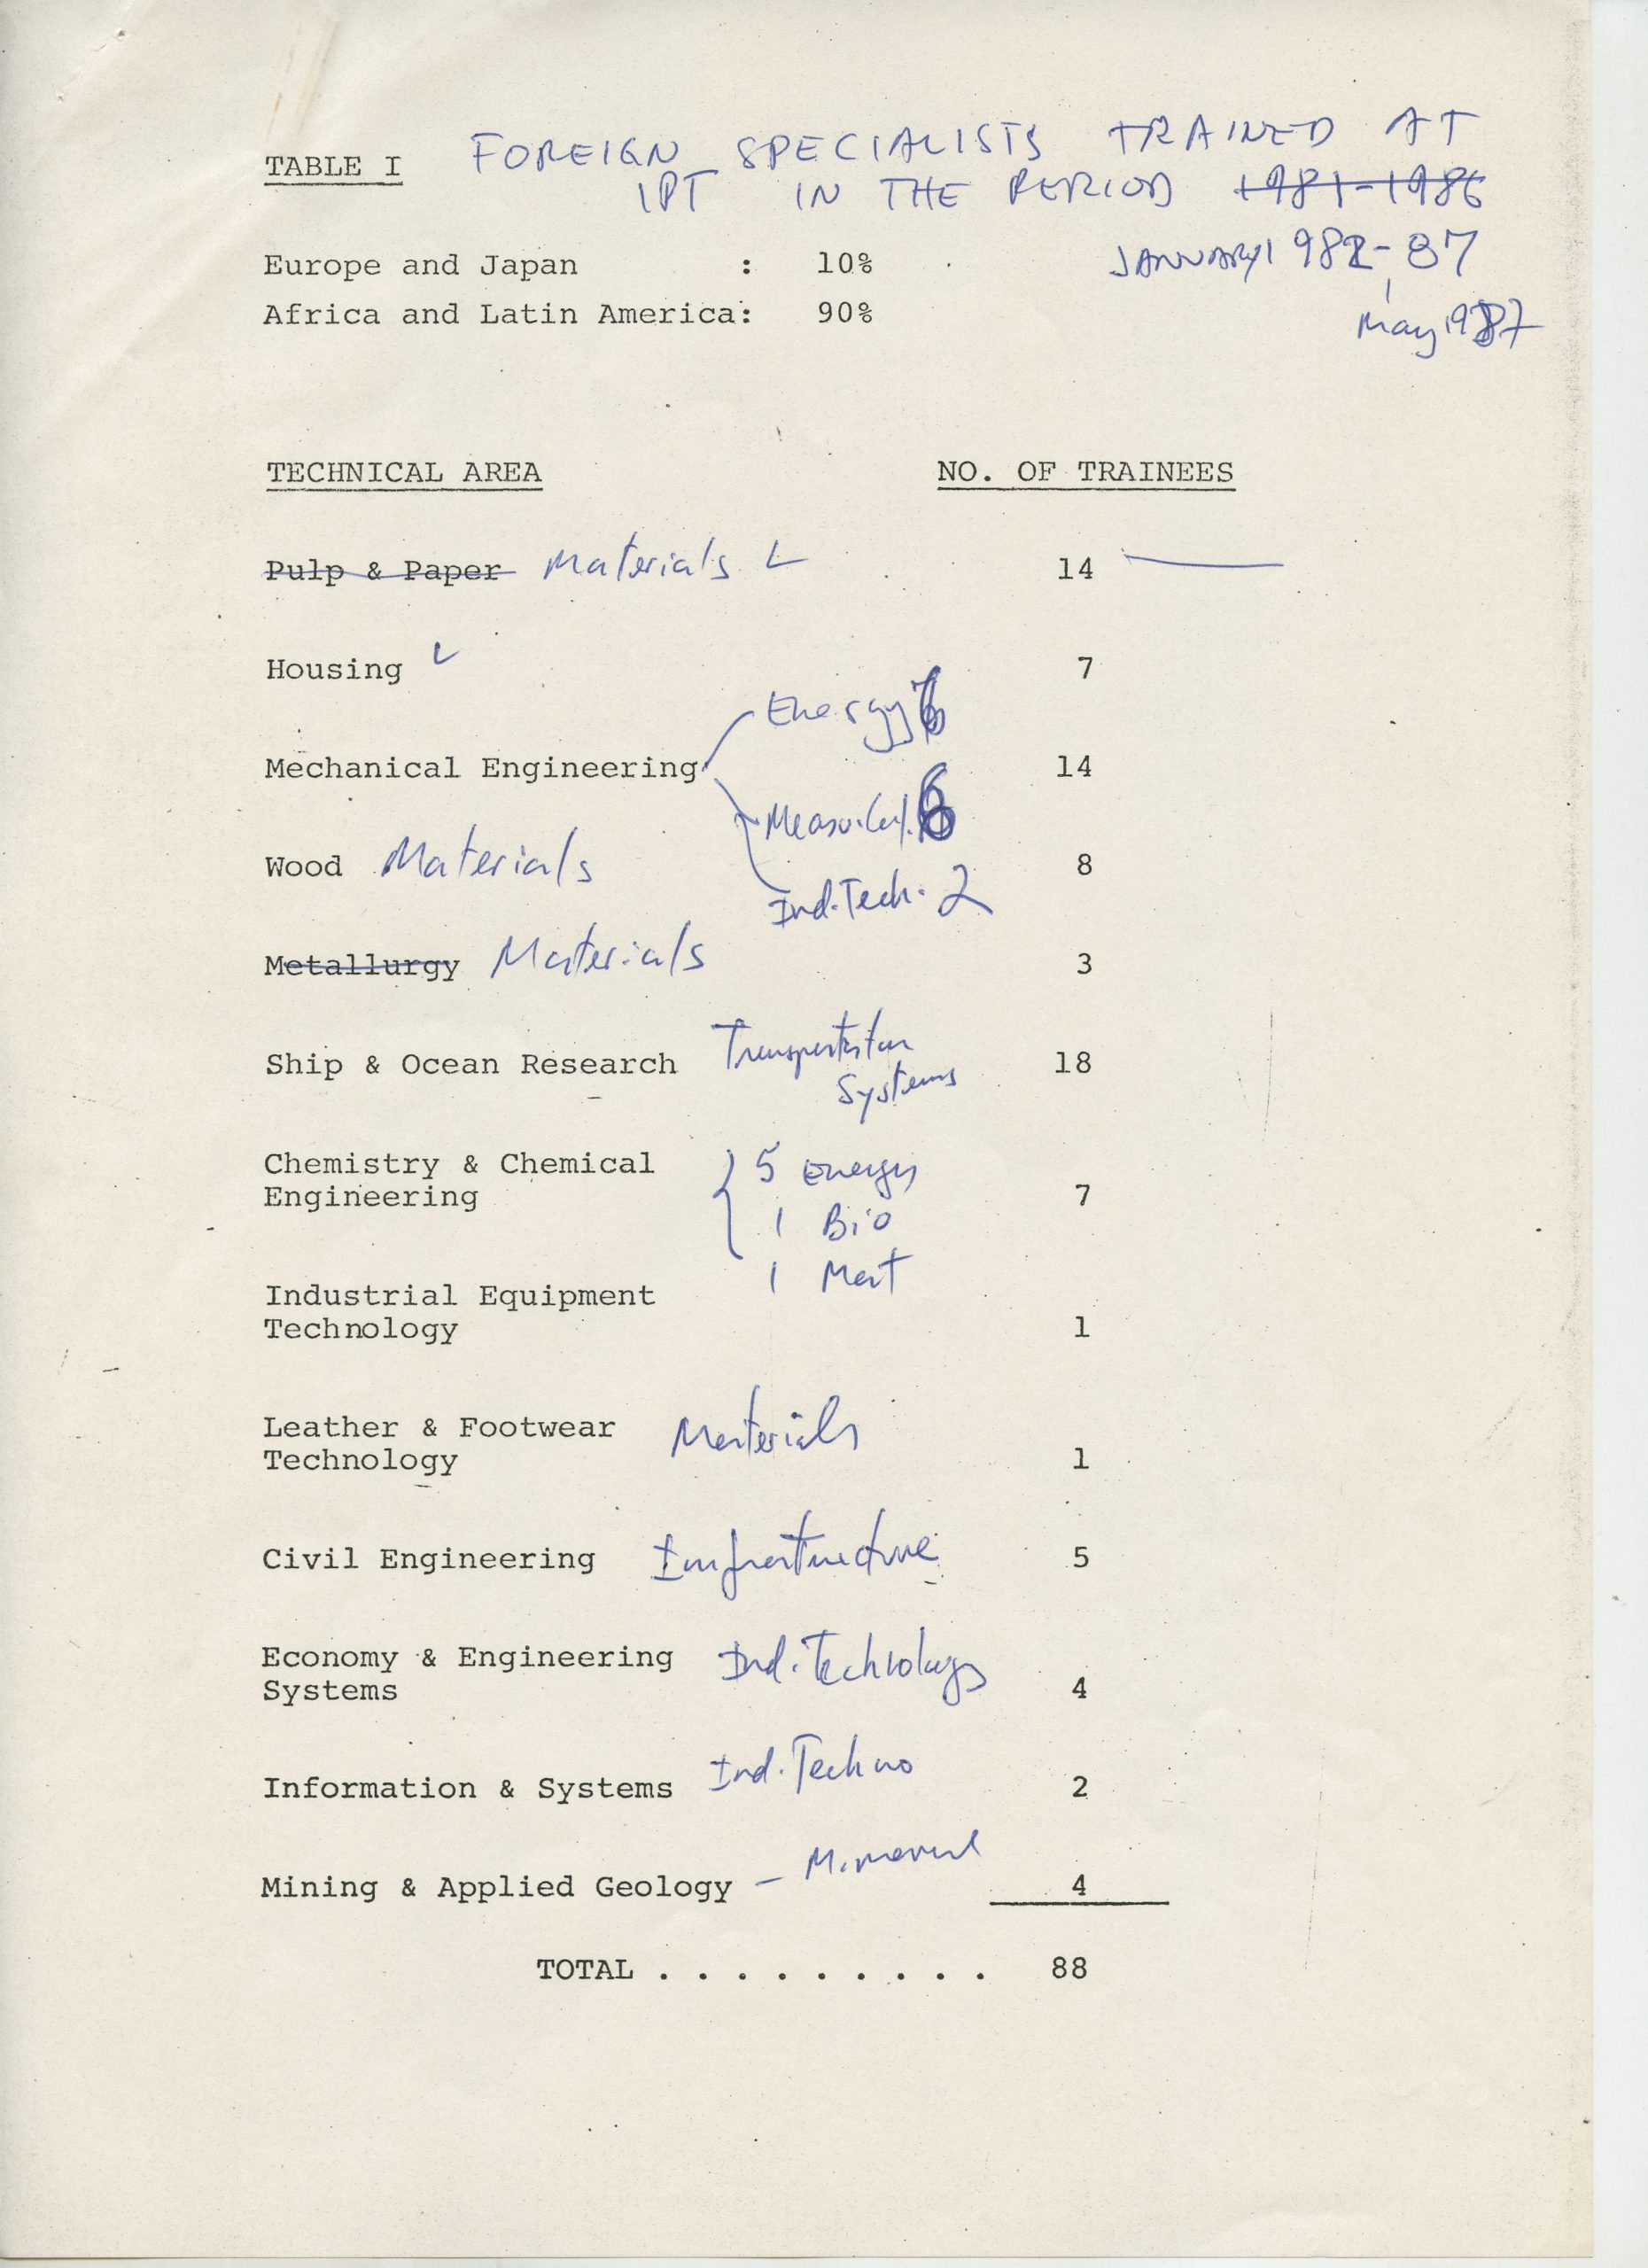 TABLE I FOREIGN SPECIALISTS TRAINED AT
IPT IN THE PERIOD 1981-1986
JANUARY 1982-87
May 1987
Europe and Japan : 10%
Africa and Latin America: 90%
TECHNICAL AREA NO. OF TRAINEES
Pulp & Paper Materials 14
Housing 7
Energy 6
Mechanical Engineering 14
6
Wood Materials 8
Ind. Tech. 2
Metallurgy Materials 3
Transportation
Ship & Ocean Research 18
Systems
Chemistry & Chemical 5 Energy
Engineering 7
1 Bio
1 Mat
Industrial Equipment
Technology 1
Leather & Footwear Materials
Technology 1
Civil Engineering 5
Economy & Engineering Ind. Technology
Systems 4
Information & Systems Ind. Techno 2
Mining & Applied Geology - 4
TOTAL . . . . . . . . . . 88